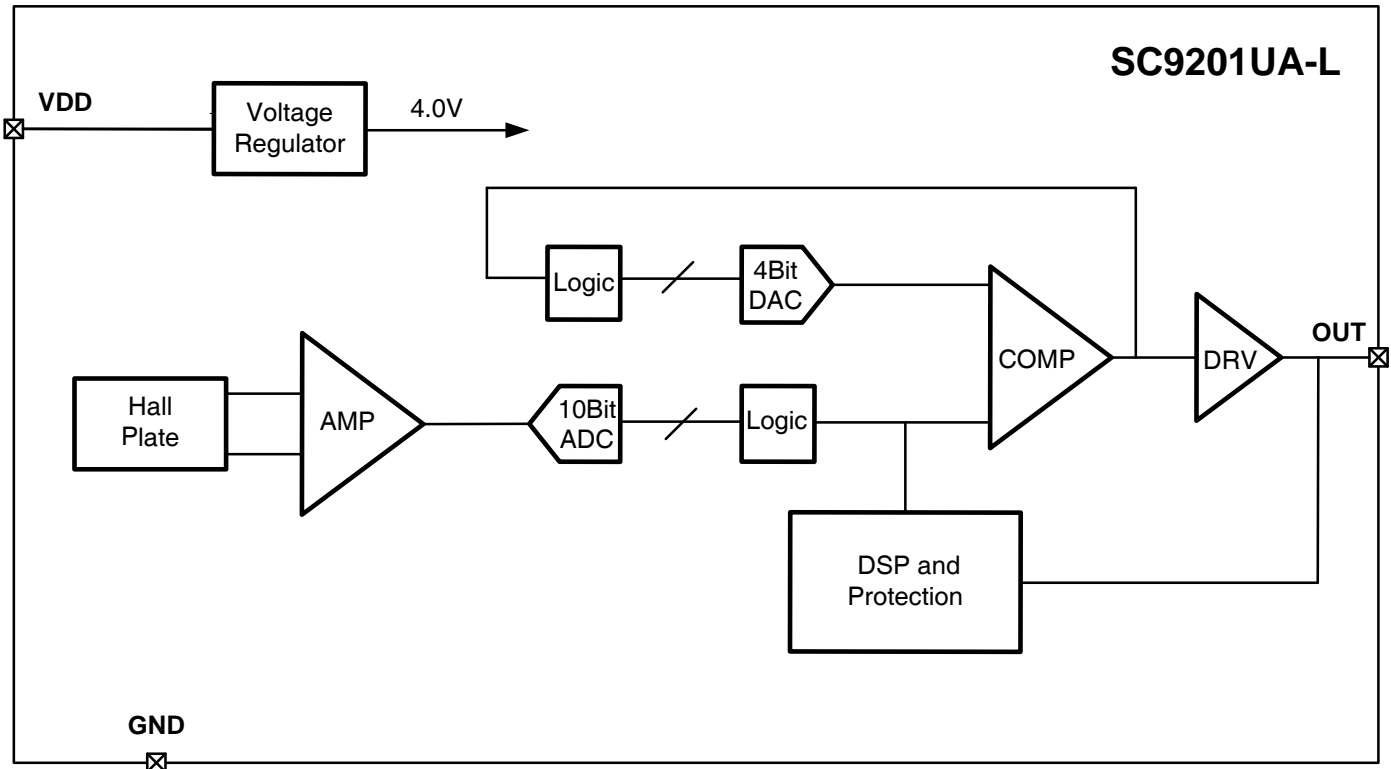 SC9201UA-L
VDD
Voltage
Regulator
4.0V
Logic
4Bit
DAC
COMP
DRV
OUT
Hall
Plate
AMP
10Bit
ADC
Logic
DSP and
Protection
GND